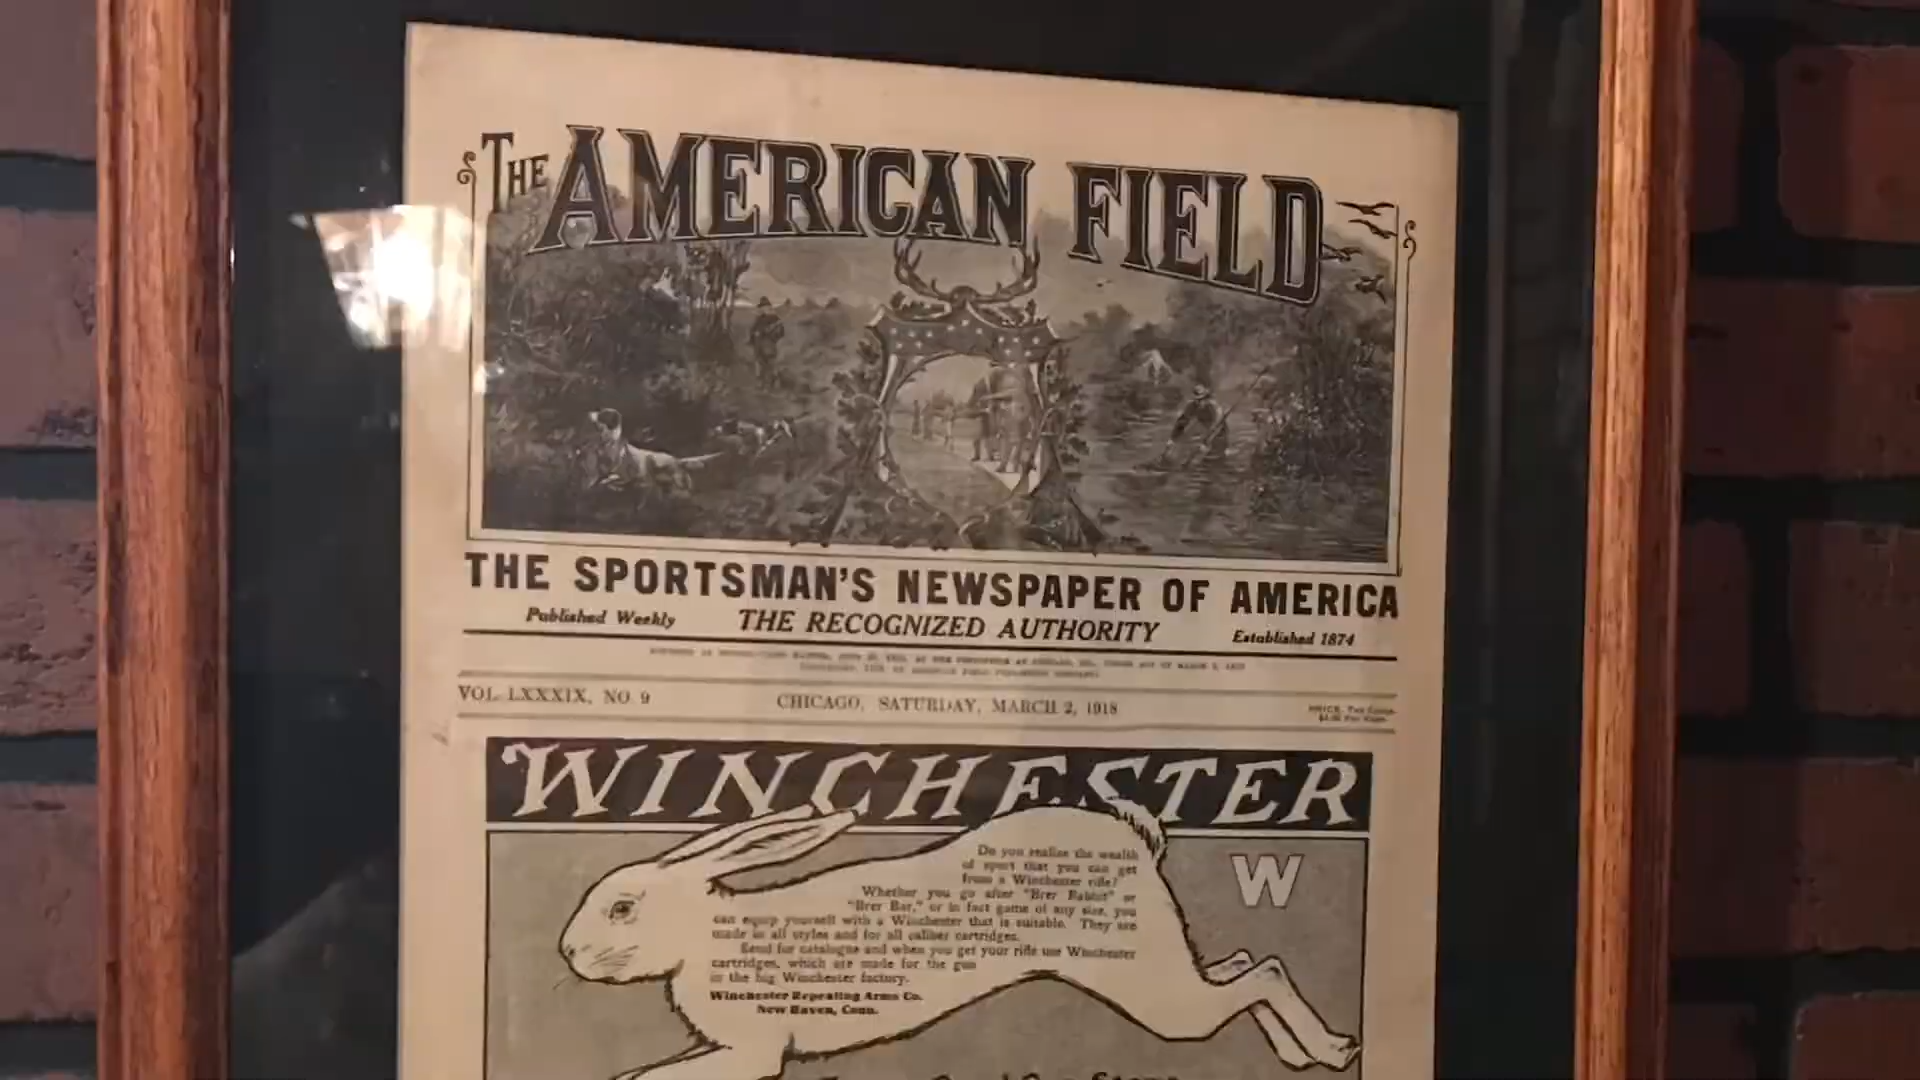 THE AMERICAN FIELD
THE SPORTSMAN'S NEWSPAPER OF AMERICA
Published Weekly THE RECOGNIZED AUTHORITY Established 1874
VOL. LXXXIX, NO 9 CHICAGO, SATURDAY, MARCH 2, 1918
WINCHESTER
W
Do you realize the wealth
of sport that you can get
from a Winchester rifle?
Whether you go after "Brer Rabbit" or
"Brer Bar," or in fact game of any size, you
can equip yourself with a Winchester that is suitable. They are
made in all styles and for all caliber cartridges.
Send for catalogue and when you get your rifle use Winchester
cartridges, which are made for the gun
in the big Winchester factory.
Winchester Repeating Arms Co.
New Haven, Conn.